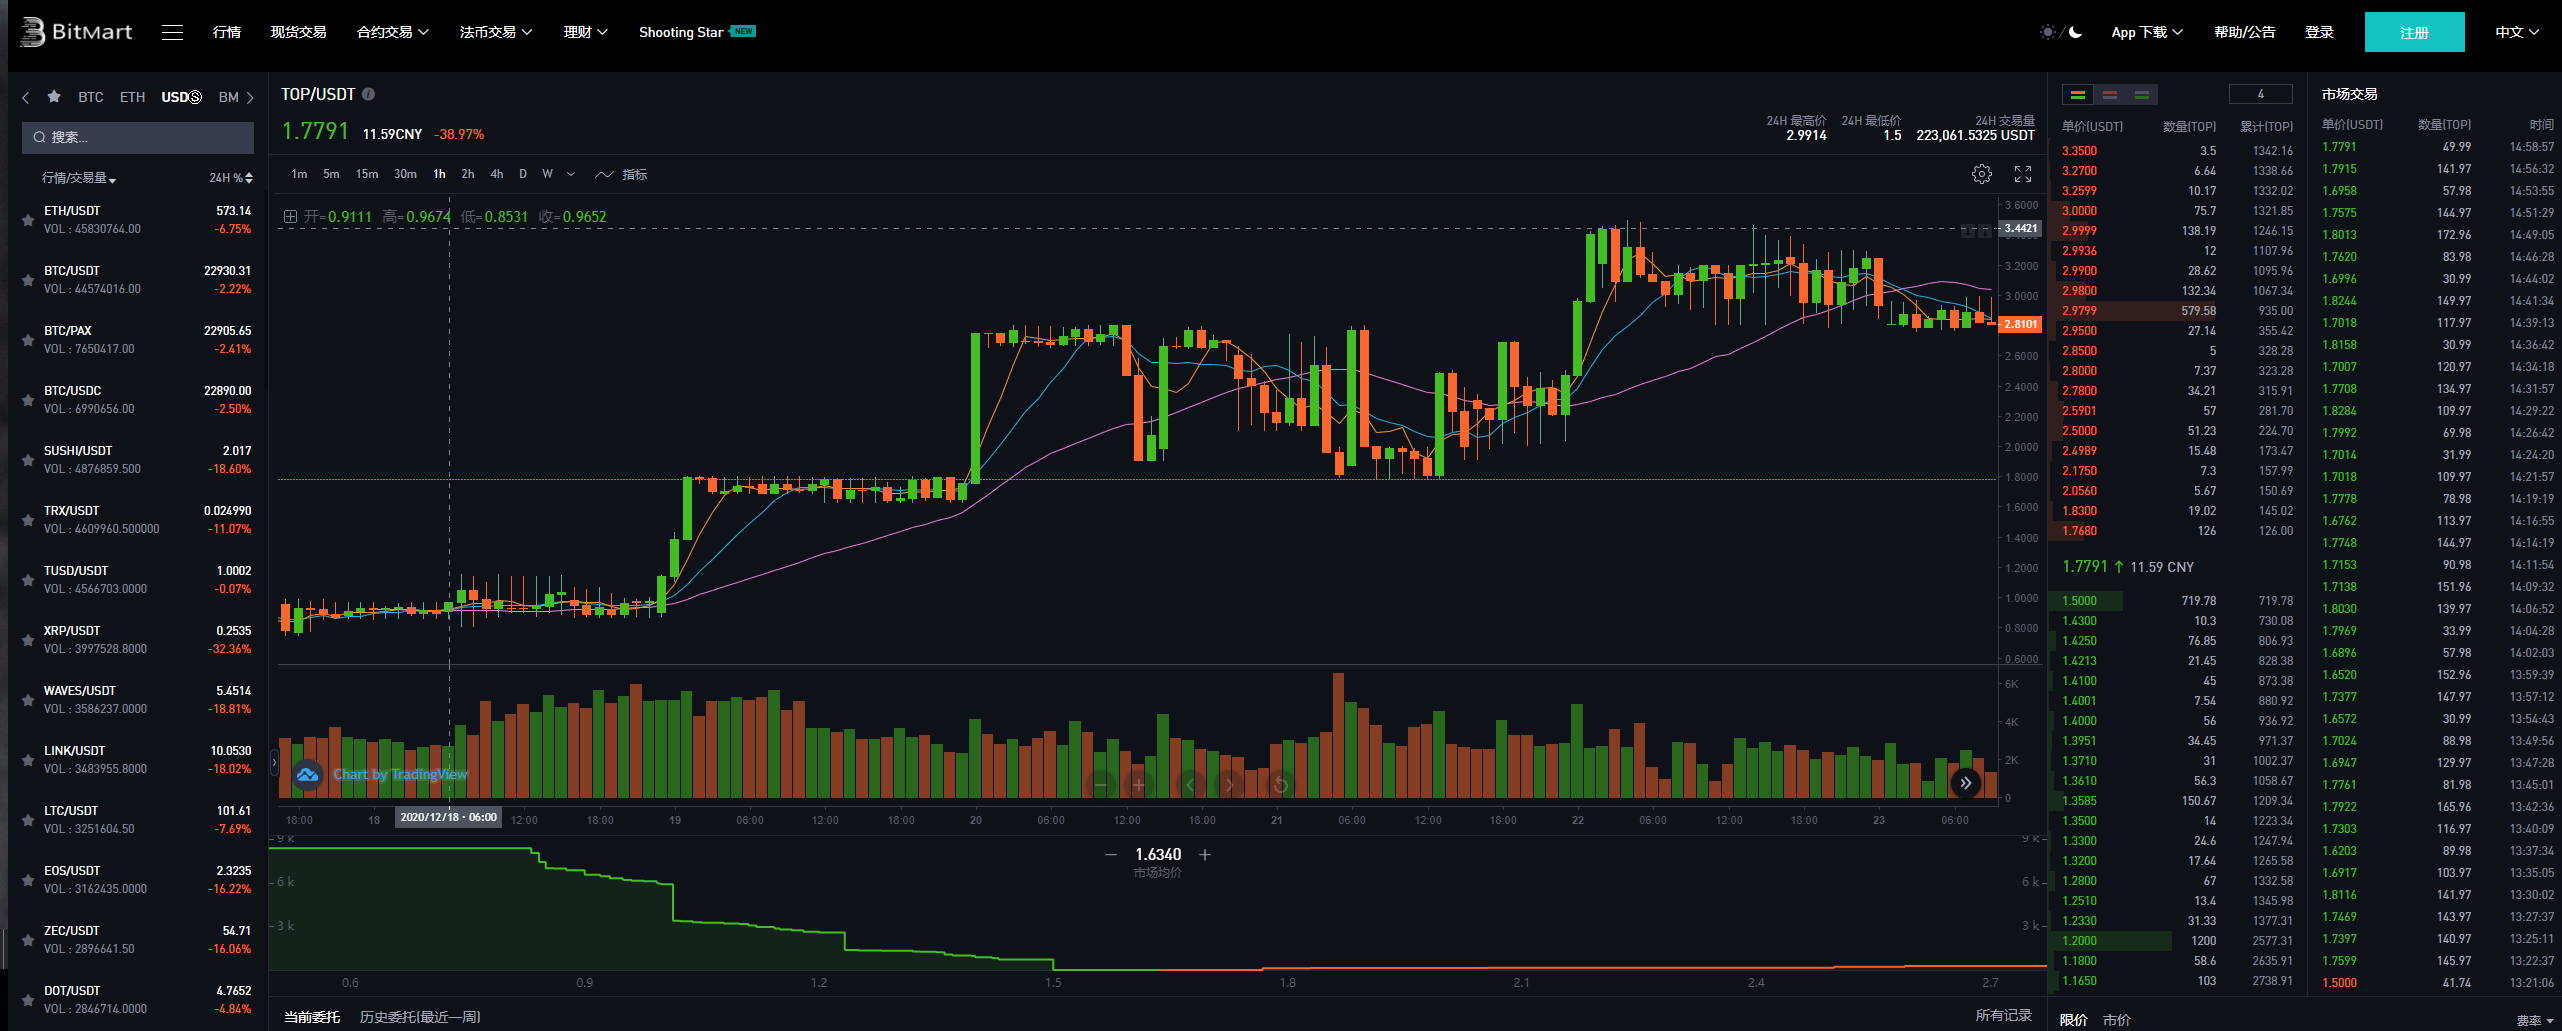 BitMart 行情 现货交易 合约交易 法币交易 理财 Shooting Star NEW App 下载 帮助/公告 登录 注册 中文
BTC ETH USDⓈ BM
搜索...
行情/交易量 24H %
ETH/USDT 573.14
VOL : 45830764.00 -6.75%
BTC/USDT 22930.31
VOL : 44574016.00 -2.22%
BTC/PAX 22905.65
VOL : 7650417.00 -2.41%
BTC/USDC 22890.00
VOL : 6990656.00 -2.50%
SUSHI/USDT 2.017
VOL : 4876859.500 -18.60%
TRX/USDT 0.024990
VOL : 4609960.500000 -11.07%
TUSD/USDT 1.0002
VOL : 4566703.0000 -0.07%
XRP/USDT 0.2535
VOL : 3997528.8000 -32.36%
WAVES/USDT 5.4514
VOL : 3586237.0000 -18.81%
LINK/USDT 10.0530
VOL : 3483955.8000 -18.02%
LTC/USDT 101.61
VOL : 3251604.50 -7.69%
EOS/USDT 2.3235
VOL : 3162435.0000 -16.22%
ZEC/USDT 54.71
VOL : 2896641.50 -16.06%
DOT/USDT 4.7652
VOL : 2846714.0000 -4.84%
TOP/USDT
1.7791 11.59CNY -38.97%
24H 最高价 24H 最低价 24H 交易量
2.9914 1.5 223,061.5325 USDT
1m 5m 15m 30m 1h 2h 4h D W 指标
开=0.9111 高=0.9674 低=0.8531 收=0.9652
3.6000
3.4421
3.2000
3.0000
2.8101
2.6000
2.4000
2.2000
2.0000
1.8000
1.6000
1.4000
1.2000
1.0000
0.8000
0.6000
6K
4K
2K
0
Chart by TradingView
18:00 18 2020/12/18 - 06:00 12:00 18:00 19 06:00 12:00 18:00 20 06:00 12:00 18:00 21 06:00 12:00 18:00 22 06:00 12:00 18:00 23 06:00
9 k 9 k
1.6340
市场均价
6 k 6 k
3 k 3 k
0.6 0.9 1.2 1.5 1.8 2.1 2.4 2.7
当前委托 历史委托(最近一周) 所有记录
4
单价(USDT) 数量(TOP) 累计(TOP)
3.3500 3.5 1342.16
3.2700 6.64 1338.66
3.2599 10.17 1332.02
3.0000 75.7 1321.85
2.9999 138.19 1246.15
2.9936 12 1107.96
2.9900 28.62 1095.96
2.9800 132.34 1067.34
2.9799 579.58 935.00
2.9500 27.14 355.42
2.8500 5 328.28
2.8000 7.37 323.28
2.7800 34.21 315.91
2.5901 57 281.70
2.5000 51.23 224.70
2.4989 15.48 173.47
2.1750 7.3 157.99
2.0560 5.67 150.69
1.8300 19.02 145.02
1.7680 126 126.00
1.7791 ↑ 11.59 CNY
1.5000 719.78 719.78
1.4300 10.3 730.08
1.4250 76.85 806.93
1.4213 21.45 828.38
1.4100 45 873.38
1.4001 7.54 880.92
1.4000 56 936.92
1.3951 34.45 971.37
1.3710 31 1002.37
1.3610 56.3 1058.67
1.3585 150.67 1209.34
1.3500 14 1223.34
1.3300 24.6 1247.94
1.3200 17.64 1265.58
1.2800 67 1332.58
1.2510 13.4 1345.98
1.2330 31.33 1377.31
1.2000 1200 2577.31
1.1800 58.6 2635.91
1.1650 103 2738.91
限价 市价 费率
市场交易
单价(USDT) 数量(TOP) 时间
1.7791 49.99 14:58:57
1.7915 141.97 14:56:32
1.6958 57.98 14:53:55
1.7575 144.97 14:51:29
1.8013 172.96 14:49:05
1.7620 83.98 14:46:28
1.6996 30.99 14:44:02
1.8244 149.97 14:41:34
1.7018 117.97 14:39:13
1.8158 30.99 14:36:42
1.7007 120.97 14:34:18
1.7708 134.97 14:31:57
1.8284 109.97 14:29:22
1.7992 69.98 14:26:42
1.7014 31.99 14:24:20
1.7018 109.97 14:21:57
1.7778 78.98 14:19:19
1.6762 113.97 14:16:55
1.7748 144.97 14:14:19
1.7153 90.98 14:11:54
1.7138 151.96 14:09:32
1.8030 139.97 14:06:52
1.7969 33.99 14:04:28
1.6896 57.98 14:02:03
1.6520 152.96 13:59:39
1.7377 147.97 13:57:12
1.6572 30.99 13:54:43
1.7024 88.98 13:49:56
1.6947 129.97 13:47:28
1.7761 81.98 13:45:01
1.7922 165.96 13:42:36
1.7303 116.97 13:40:09
1.6203 89.98 13:37:34
1.6917 103.97 13:35:05
1.8116 141.97 13:30:02
1.7469 143.97 13:27:37
1.7397 140.97 13:25:11
1.7599 145.97 13:22:37
1.5000 41.74 13:21:06